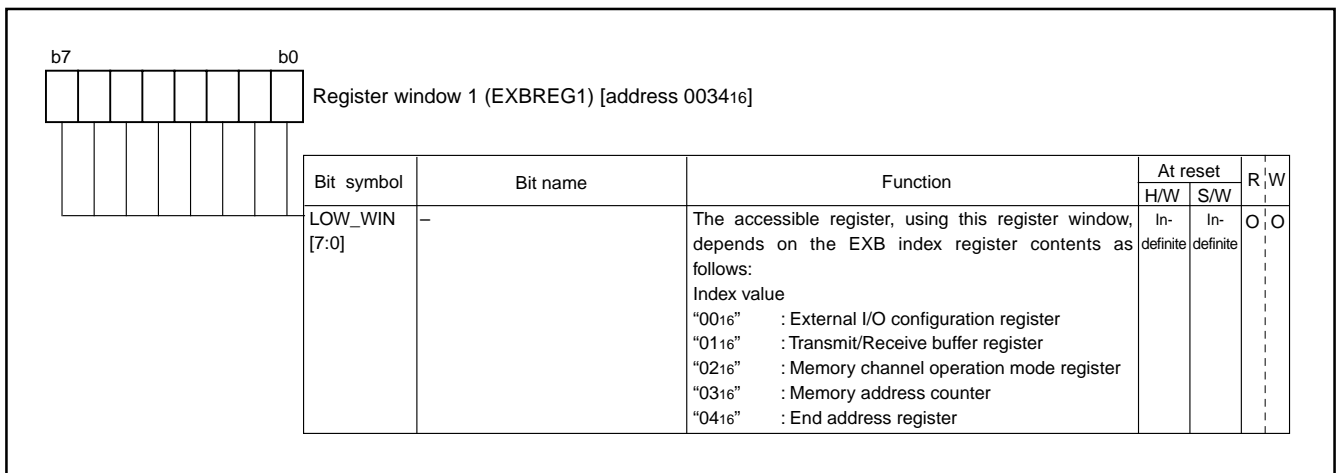 b7 b0
Register window 1 (EXBREG1) [address 003416]
Bit symbol Bit name Function At reset R W
H/W S/W
LOW_WIN – The accessible register, using this register window, In- In- O O
[7:0] depends on the EXB index register contents as definite definite
follows:
Index value
“0016” : External I/O configuration register
“0116” : Transmit/Receive buffer register
“0216” : Memory channel operation mode register
“0316” : Memory address counter
“0416” : End address register